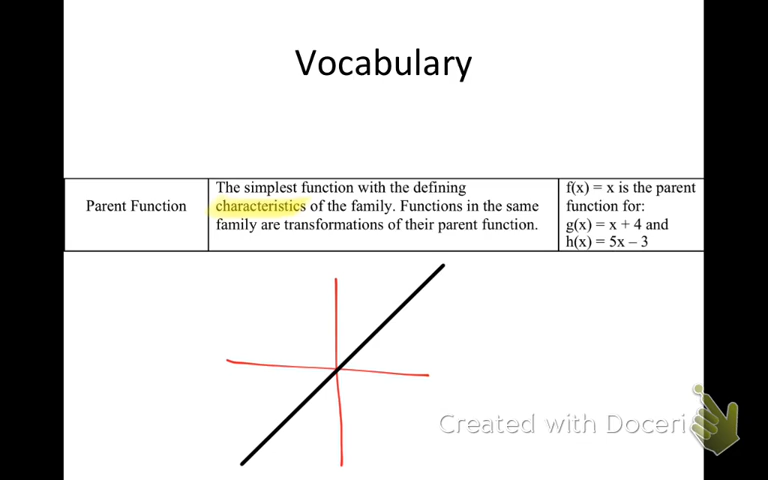 Vocabulary
Parent Function
The simplest function with the defining
characteristics of the family. Functions in the same
family are transformations of their parent function.
f(x) = x is the parent
function for:
g(x) = x + 4 and
h(x) = 5x – 3
Created with Doceri